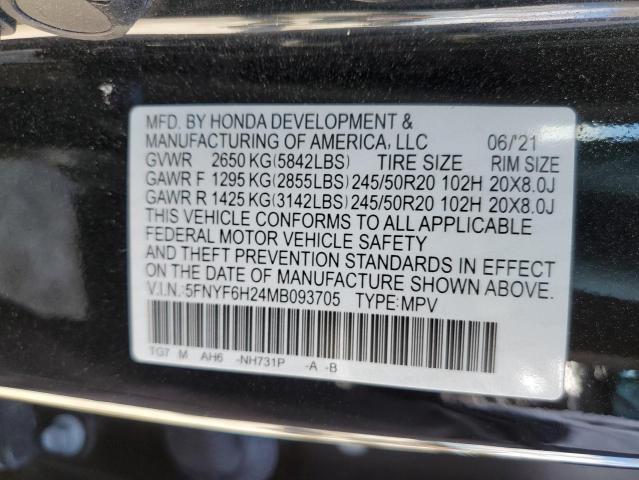 MFD. BY HONDA DEVELOPMENT &
MANUFACTURING OF AMERICA, LLC 06/'21
GVWR 2650 KG(5842LBS) TIRE SIZE RIM SIZE
GAWR F 1295 KG(2855LBS) 245/50R20 102H 20X8.0J
GAWR R 1425 KG(3142LBS) 245/50R20 102H 20X8.0J
THIS VEHICLE CONFORMS TO ALL APPLICABLE
FEDERAL MOTOR VEHICLE SAFETY
AND THEFT PREVENTION STANDARDS IN EFFECT
ON THE DATE OF MANUFACTURE SHOWN ABOVE.
V.I.N.:5FNYF6H24MB093705 TYPE:MPV
TG7 M AH6 -NH731P -A -B